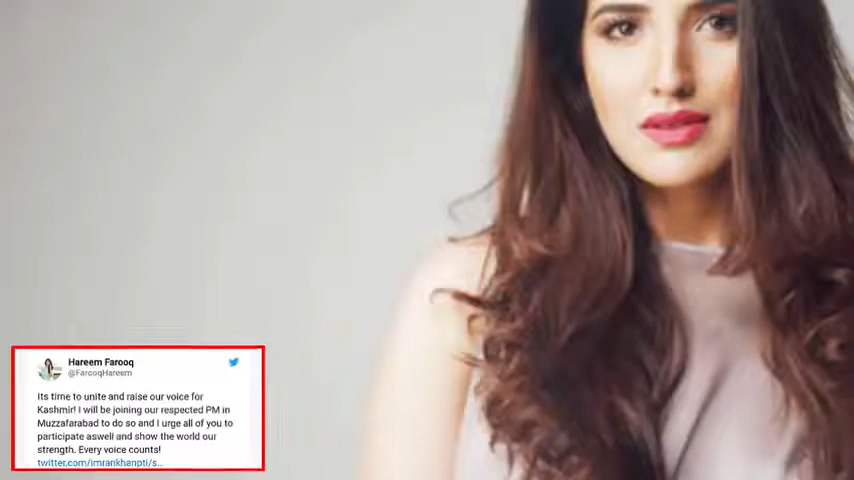 Hareem Farooq
@FarooqHareem
Its time to unite and raise our voice for
Kashmir! I will be joining our respected PM in
Muzzafarabad to do so and I urge all of you to
participate aswell and show the world our
strength. Every voice counts!
twitter.com/imrankhanpti/s...